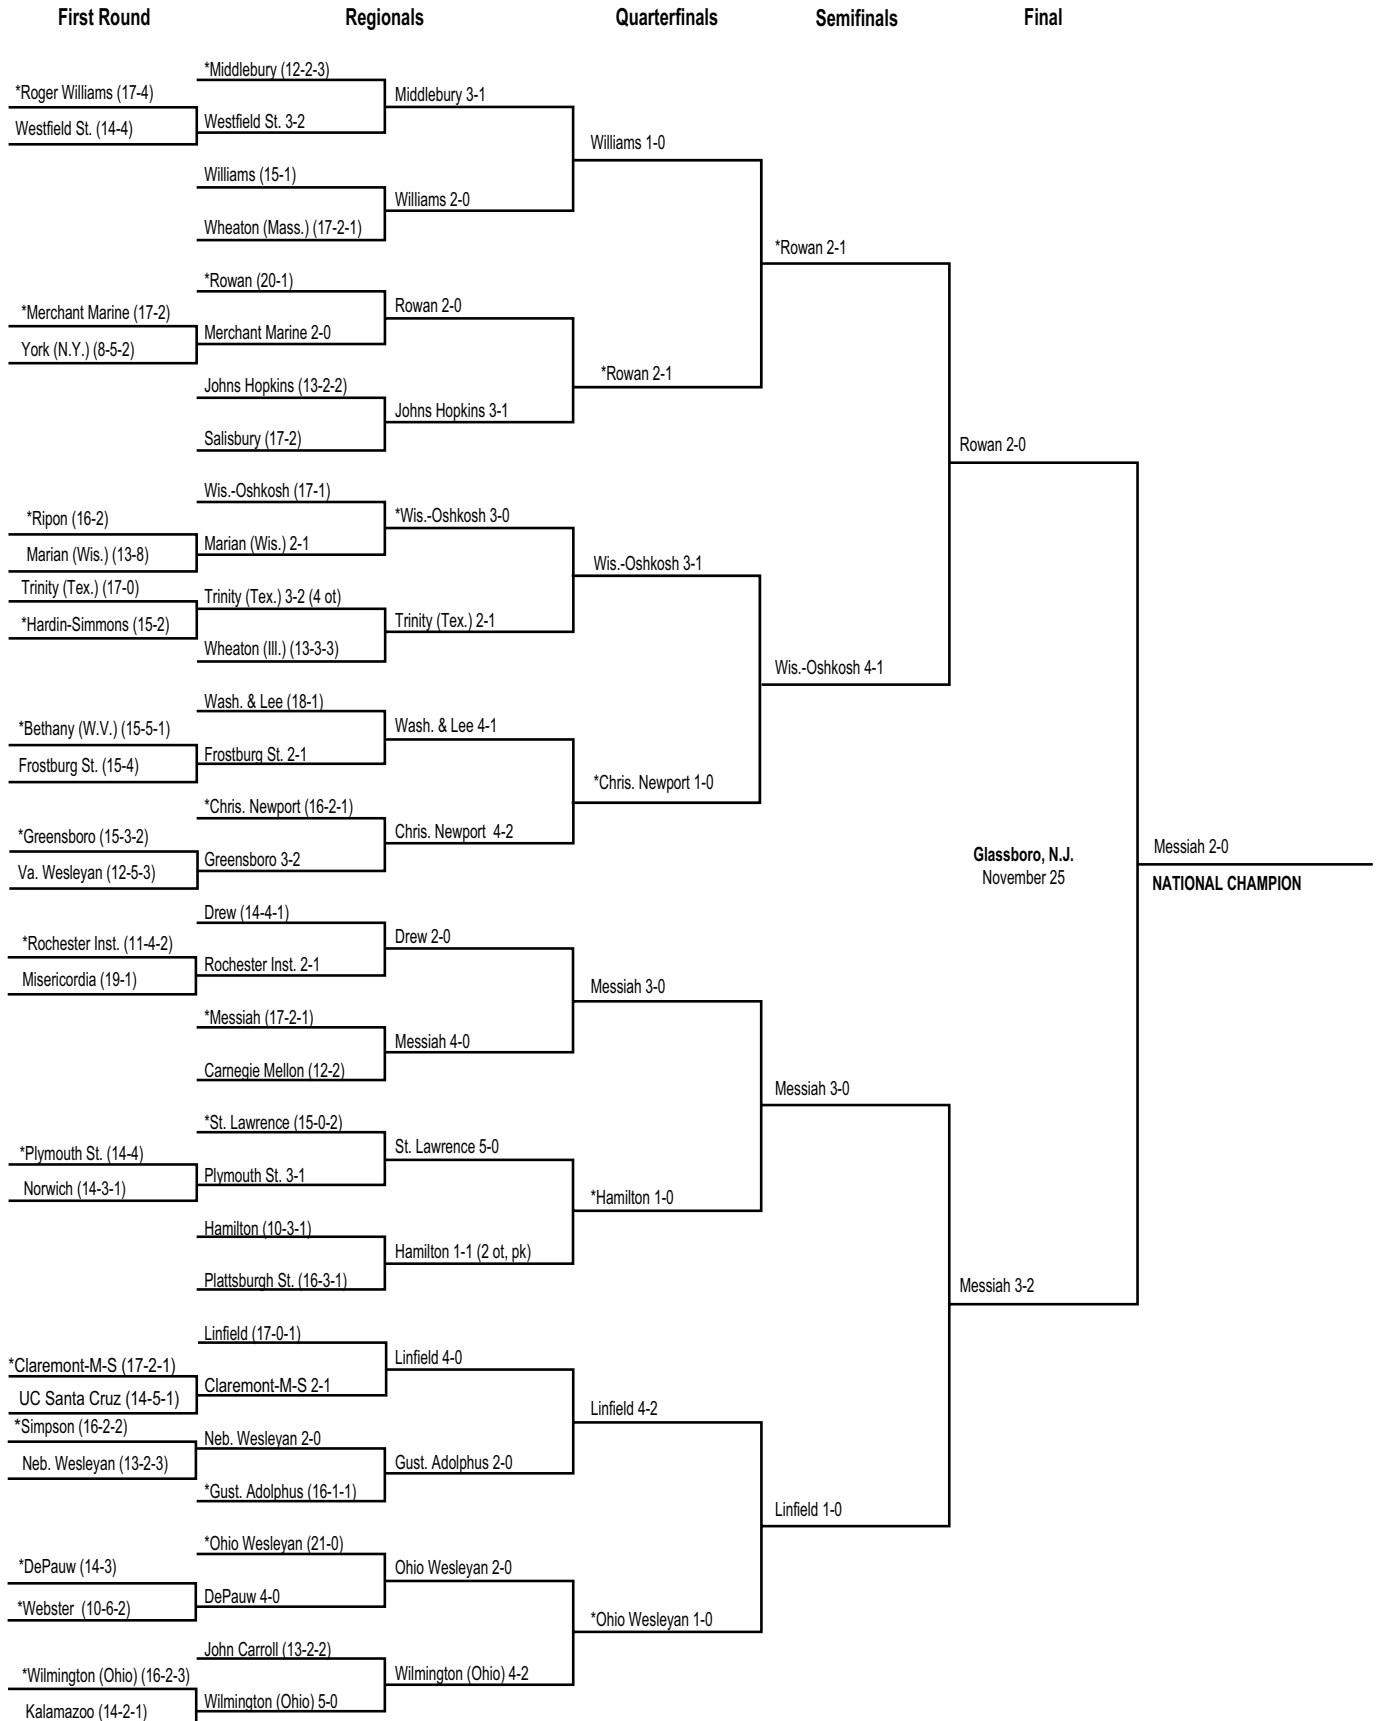 First Round
Regionals
Quarterfinals
Semifinals
Final
*Roger Williams (17-4)
Westfield St. (14-4)
*Merchant Marine (17-2)
York (N.Y.) (8-5-2)
*Ripon (16-2)
Marian (Wis.) (13-8)
Trinity (Tex.) (17-0)
*Hardin-Simmons (15-2)
*Bethany (W.V.) (15-5-1)
Frostburg St. (15-4)
*Greensboro (15-3-2)
Va. Wesleyan (12-5-3)
*Rochester Inst. (11-4-2)
Misericordia (19-1)
*Plymouth St. (14-4)
Norwich (14-3-1)
*Claremont-M-S (17-2-1)
UC Santa Cruz (14-5-1)
*Simpson (16-2-2)
Neb. Wesleyan (13-2-3)
*DePauw (14-3)
*Webster (10-6-2)
*Wilmington (Ohio) (16-2-3)
Kalamazoo (14-2-1)
*Middlebury (12-2-3)
Westfield St. 3-2
Williams (15-1)
Wheaton (Mass.) (17-2-1)
*Rowan (20-1)
Merchant Marine 2-0
Johns Hopkins (13-2-2)
Salisbury (17-2)
Wis.-Oshkosh (17-1)
Marian (Wis.) 2-1
Trinity (Tex.) 3-2 (4 ot)
Wheaton (Ill.) (13-3-3)
Wash. & Lee (18-1)
Frostburg St. 2-1
*Chris. Newport (16-2-1)
Greensboro 3-2
Drew (14-4-1)
Rochester Inst. 2-1
*Messiah (17-2-1)
Carnegie Mellon (12-2)
*St. Lawrence (15-0-2)
Plymouth St. 3-1
Hamilton (10-3-1)
Plattsburgh St. (16-3-1)
Linfield (17-0-1)
Claremont-M-S 2-1
Neb. Wesleyan 2-0
*Gust. Adolphus (16-1-1)
*Ohio Wesleyan (21-0)
DePauw 4-0
John Carroll (13-2-2)
Wilmington (Ohio) 5-0
Middlebury 3-1
Williams 2-0
Rowan 2-0
Johns Hopkins 3-1
*Wis.-Oshkosh 3-0
Trinity (Tex.) 2-1
Wash. & Lee 4-1
Chris. Newport 4-2
Drew 2-0
Messiah 4-0
St. Lawrence 5-0
Hamilton 1-1 (2 ot, pk)
Linfield 4-0
Gust. Adolphus 2-0
Ohio Wesleyan 2-0
Wilmington (Ohio) 4-2
Williams 1-0
*Rowan 2-1
Wis.-Oshkosh 3-1
*Chris. Newport 1-0
Messiah 3-0
*Hamilton 1-0
Linfield 4-2
*Ohio Wesleyan 1-0
*Rowan 2-1
Wis.-Oshkosh 4-1
Messiah 3-0
Linfield 1-0
Rowan 2-0
Messiah 3-2
Glassboro, N.J.
November 25
Messiah 2-0
NATIONAL CHAMPION